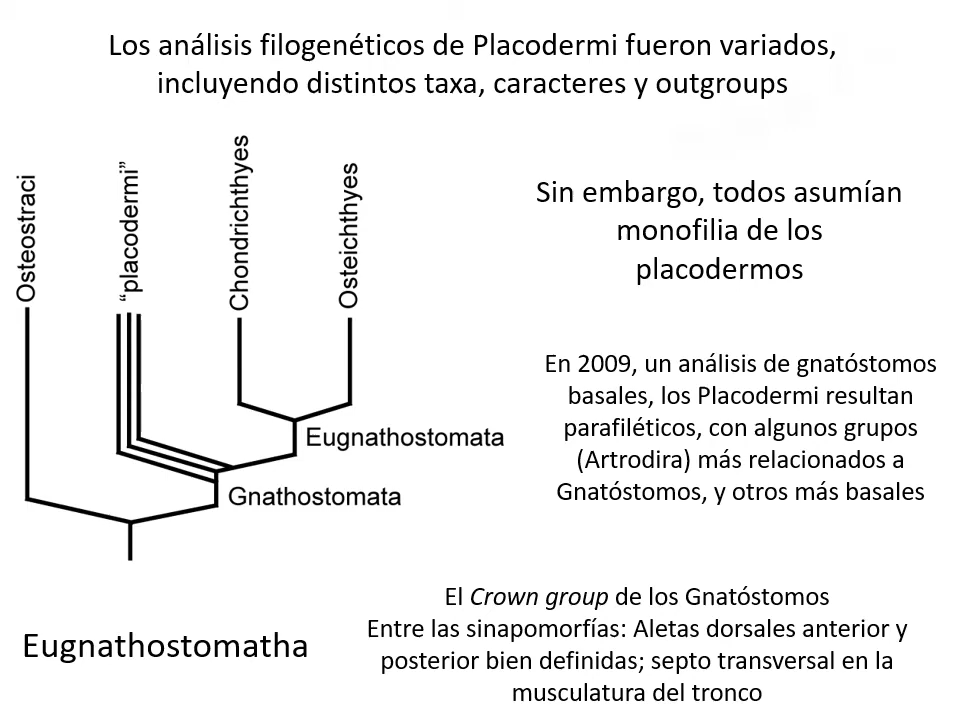 Los análisis filogenéticos de Placodermi fueron variados,
incluyendo distintos taxa, caracteres y outgroups
Osteostraci
“placodermi”
Chondrichthyes
Osteichthyes
Eugnathostomata
Gnathostomata
Sin embargo, todos asumían
monofilia de los
placodermos
En 2009, un análisis de gnatóstomos
basales, los Placodermi resultan
parafiléticos, con algunos grupos
(Artrodira) más relacionados a
Gnatóstomos, y otros más basales
Eugnathostomatha
El Crown group de los Gnatóstomos
Entre las sinapomorfías: Aletas dorsales anterior y
posterior bien definidas; septo transversal en la
musculatura del tronco